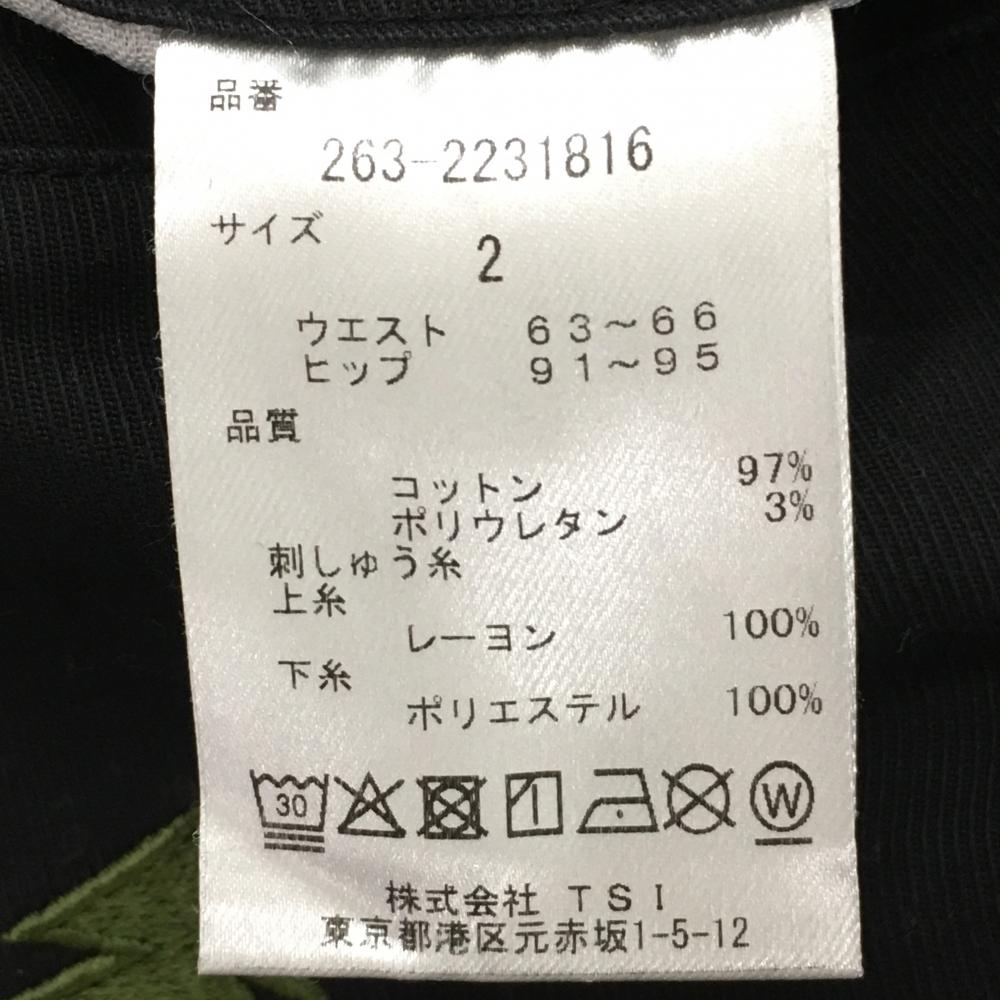 品番
263-2231816
サイズ
2
ウエスト 63～66
ヒップ 91～95
品質
コットン 97%
ポリウレタン 3%
刺しゅう糸
上糸
レーヨン 100%
下糸
ポリエステル 100%
30 W
株式会社 TSI
東京都港区元赤坂1-5-12